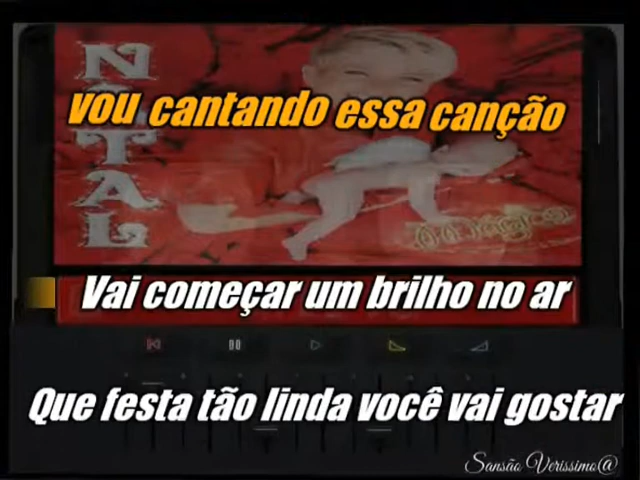 NATAL
vou cantando essa canção
mágico
Vai começar um brilho no ar
Que festa tão linda você vai gostar
Sansão Verissimo@